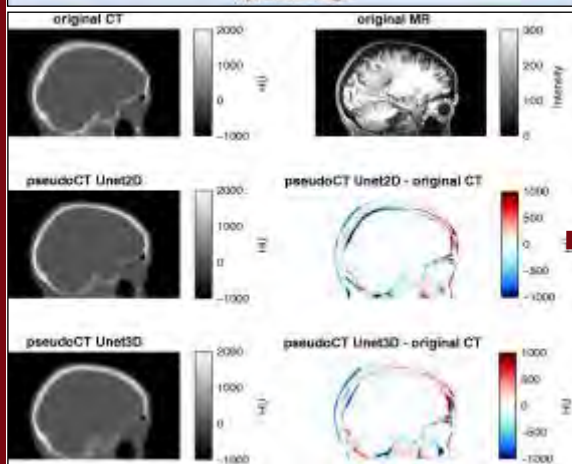 original CT
2000
1000
0
-1000
HU
original MR
300
200
100
0
Intensity
pseudoCT Unet2D
2000
1000
0
-1000
HU
pseudoCT Unet2D - original CT
1000
500
0
-500
-1000
pseudoCT Unet3D
2000
1000
0
-1000
HU
pseudoCT Unet3D - original CT
1000
500
0
-500
-1000
HU